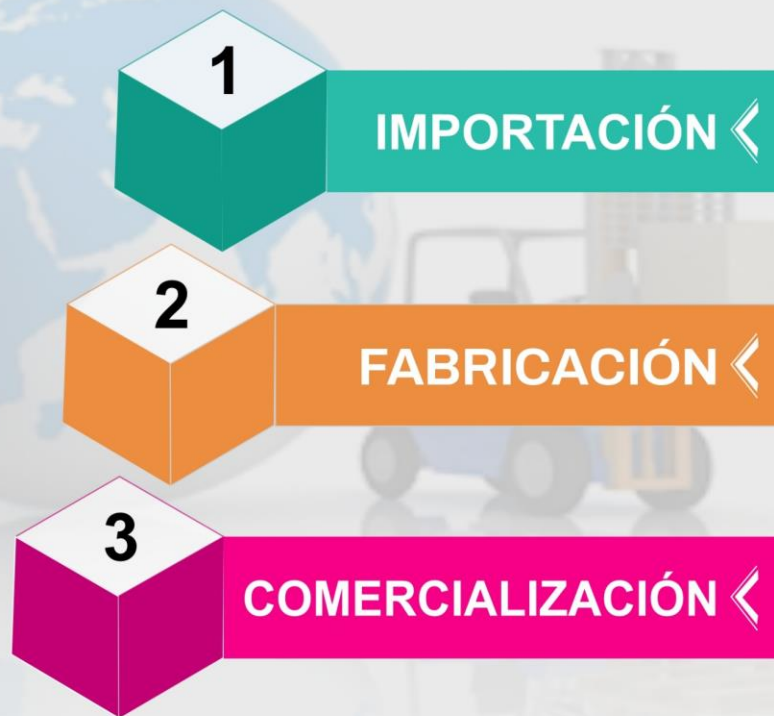 1
IMPORTACIÓN
2
FABRICACIÓN
3
COMERCIALIZACIÓN